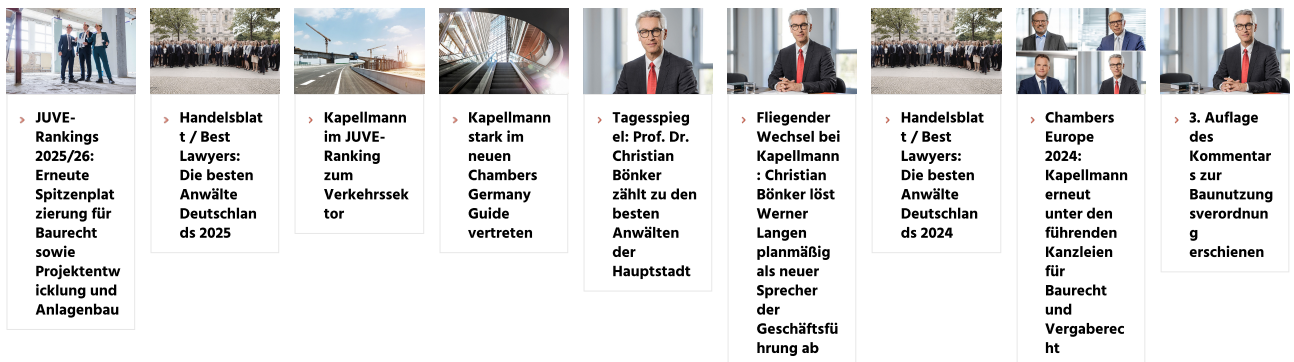 JUVE-
Rankings
2025/26:
Erneute
Spitzenplat
zierung für
Baurecht
sowie
Projektentw
icklung und
Anlagenbau
Handelsblat
t / Best
Lawyers:
Die besten
Anwälte
Deutschlan
ds 2025
Kapellmann
im JUVE-
Ranking
zum
Verkehrssek
tor
Kapellmann
stark im
neuen
Chambers
Germany
Guide
vertreten
Tagesspieg
el: Prof. Dr.
Christian
Bönker
zählt zu den
besten
Anwälten
der
Hauptstadt
Fliegender
Wechsel bei
Kapellmann
: Christian
Bönker löst
Werner
Langen
planmäßig
als neuer
Sprecher
der
Geschäftsfü
hrung ab
Handelsblat
t / Best
Lawyers:
Die besten
Anwälte
Deutschlan
ds 2024
Chambers
Europe
2024:
Kapellmann
erneut
unter den
führenden
Kanzleien
für
Baurecht
und
Vergaberec
ht
3. Auflage
des
Kommentar
s zur
Baunutzung
sverordnun
g
erschienen